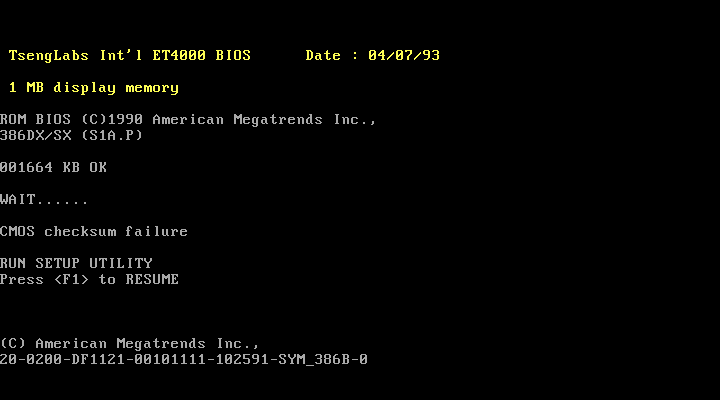 TsengLabs Int'l ET4000 BIOS      Date : 04/07/93
1 MB display memory
ROM BIOS (C)1990 American Megatrends Inc.,
386DX/SX (S1A.P)
001664 KB OK
WAIT......
CMOS checksum failure
RUN SETUP UTILITY
Press <F1> to RESUME
(C) American Megatrends Inc.,
20-0200-DF1121-00101111-102591-SYM_386B-0